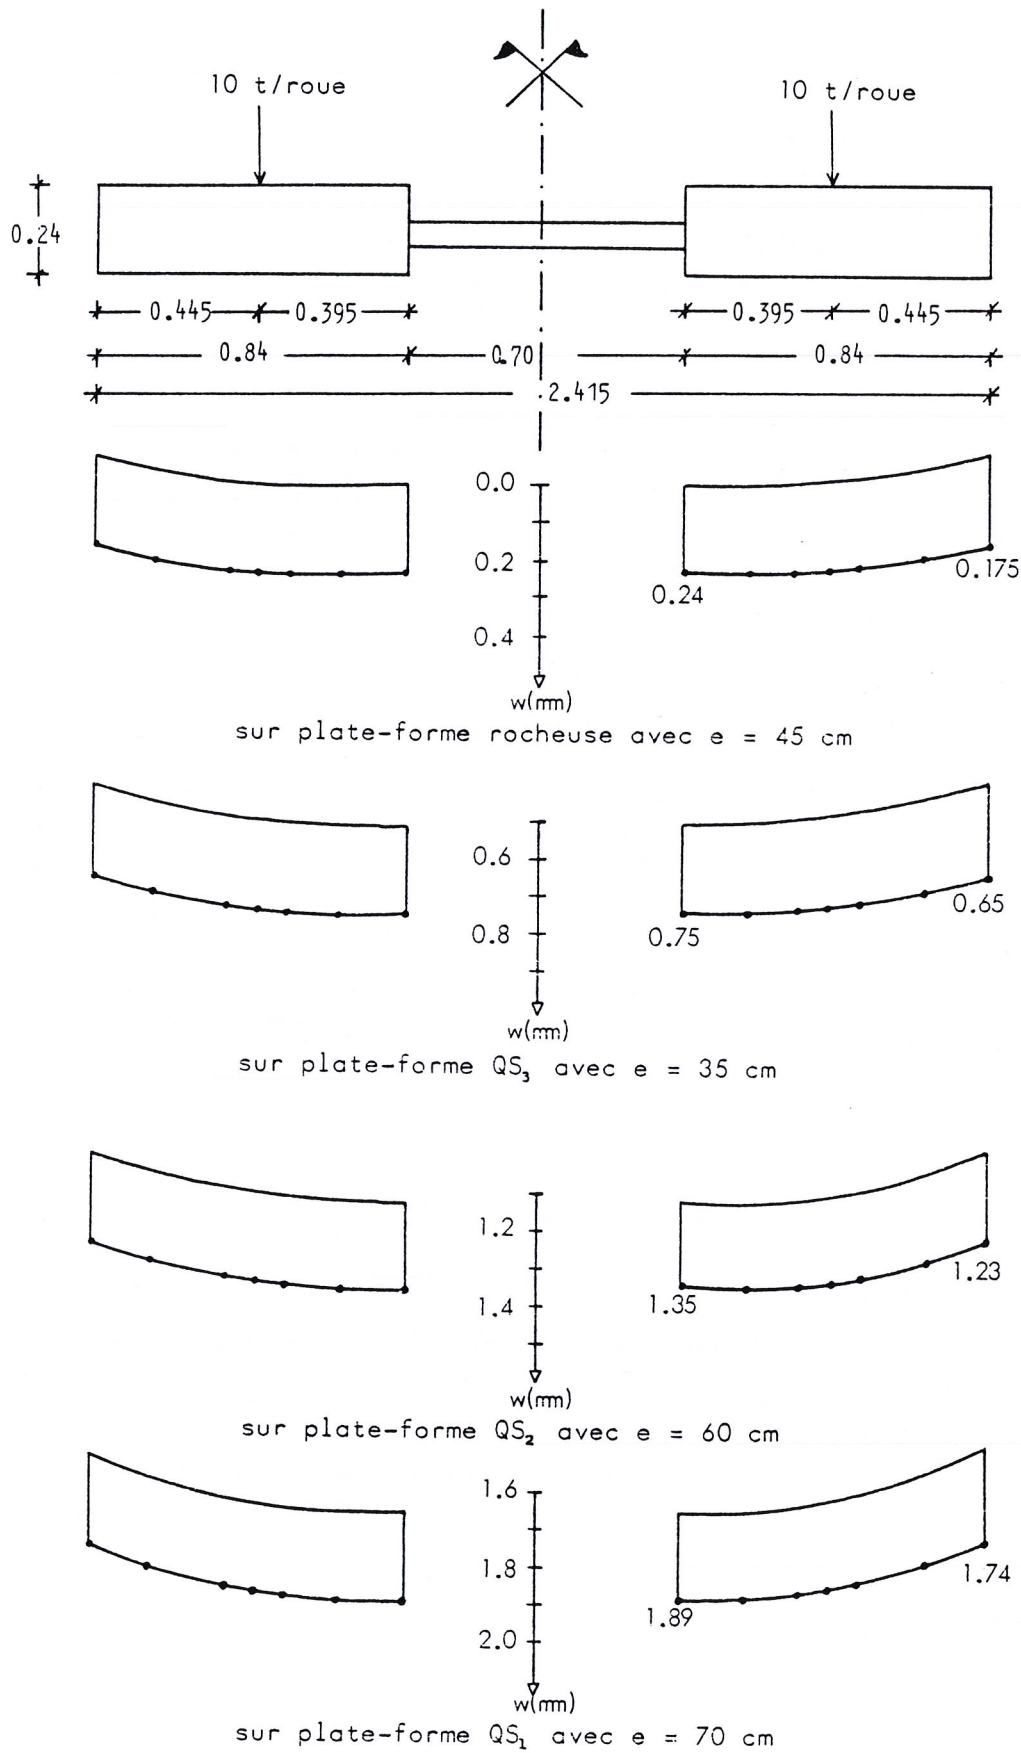 10 t/roue
10 t/roue
0.24
0.445 0.395 0.395 0.445
0.84 0.70 0.84
2.415
0.0
0.2
0.4
w(mm)
0.24
0.175
sur plate-forme rocheuse avec e = 45 cm
0.6
0.8
w(mm)
0.75
0.65
sur plate-forme QS₃ avec e = 35 cm
1.2
1.4
w(mm)
1.35
1.23
sur plate-forme QS₂ avec e = 60 cm
1.6
1.8
2.0
w(mm)
1.89
1.74
sur plate-forme QS₁ avec e = 70 cm